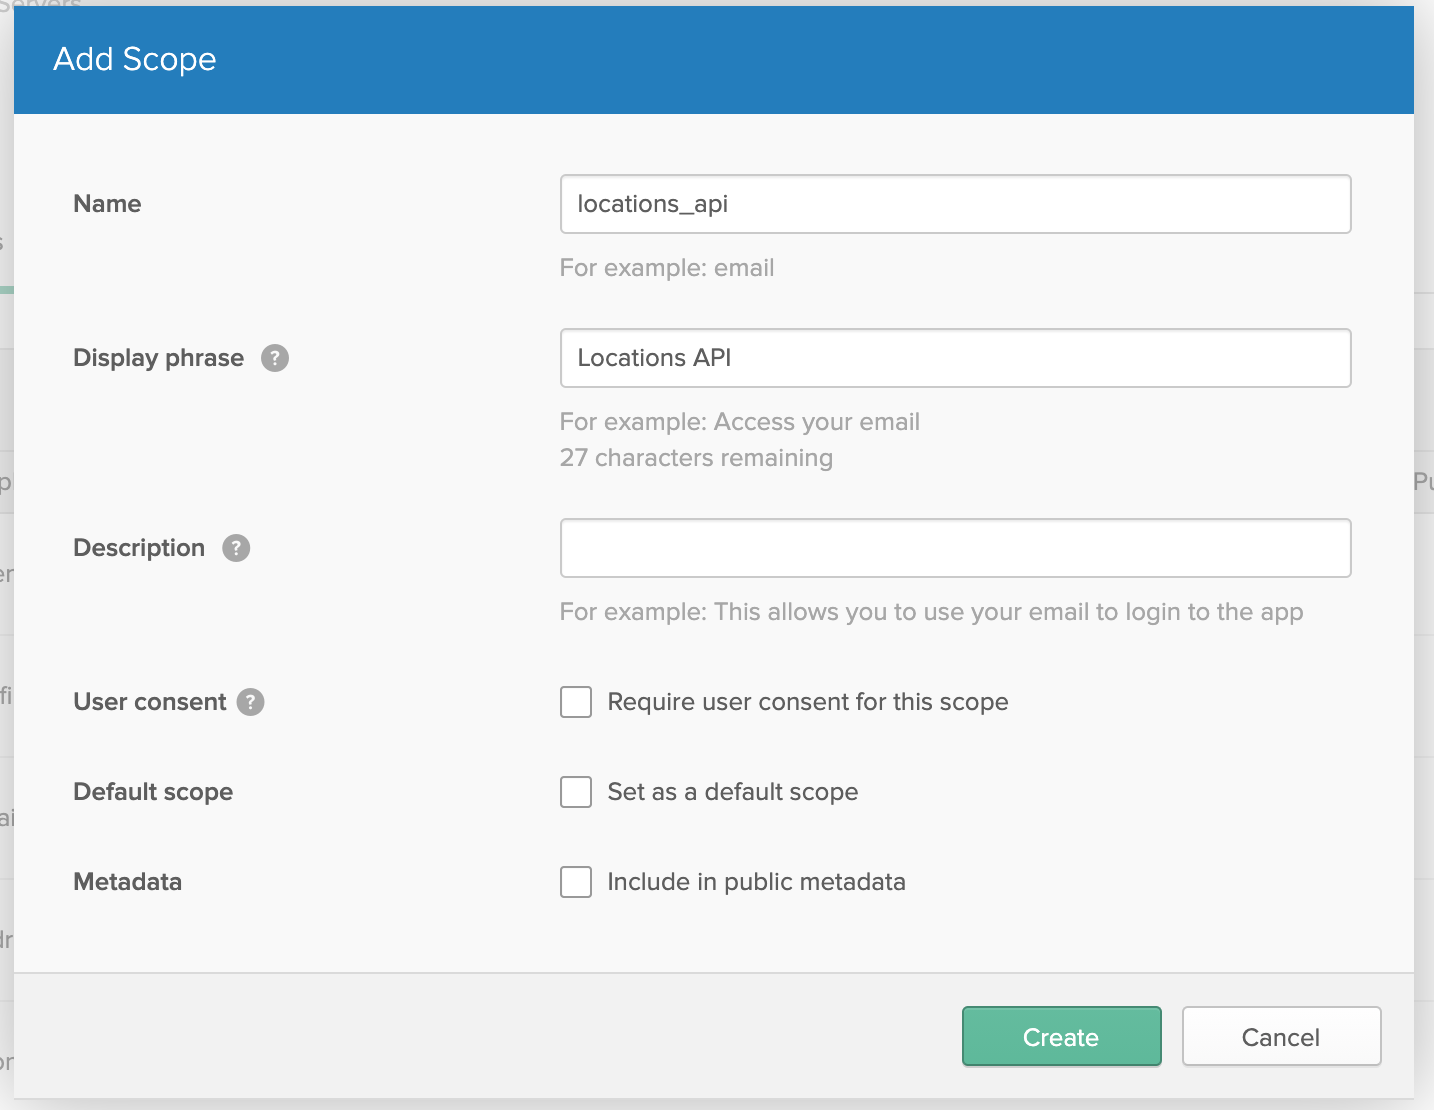 Servers
Add Scope
Name
locations_api
For example: email
Display phrase ?
Locations API
For example: Access your email
27 characters remaining
Description ?
For example: This allows you to use your email to login to the app
User consent ?
Require user consent for this scope
Default scope
Set as a default scope
Metadata
Include in public metadata
Create
Cancel